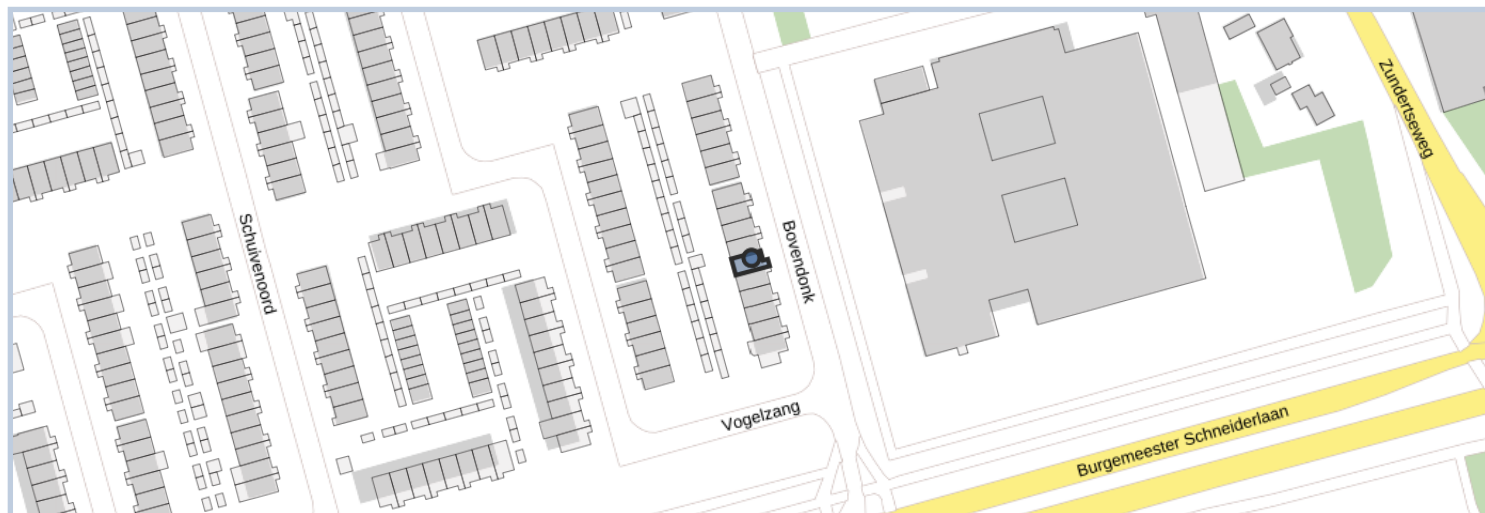 Zundertseweg
Schuivenoord
Bovendonk
Vogelzang
Burgemeester Schneiderlaan